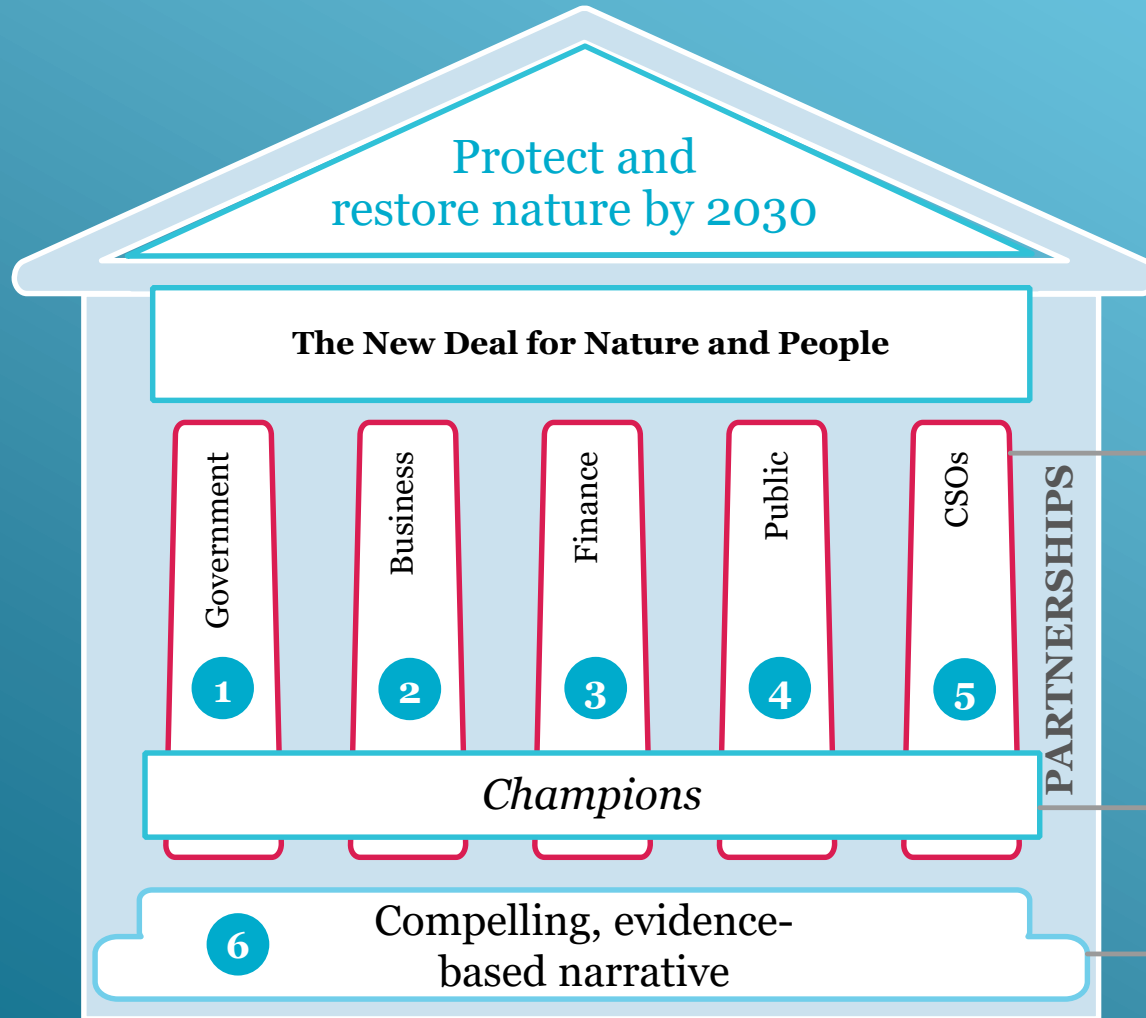 Protect and
restore nature by 2030
The New Deal for Nature and People
Government
Business
Finance
Public
CSOs
PARTNERSHIPS
1
2
3
4
5
Champions
6
Compelling, evidence-
based narrative